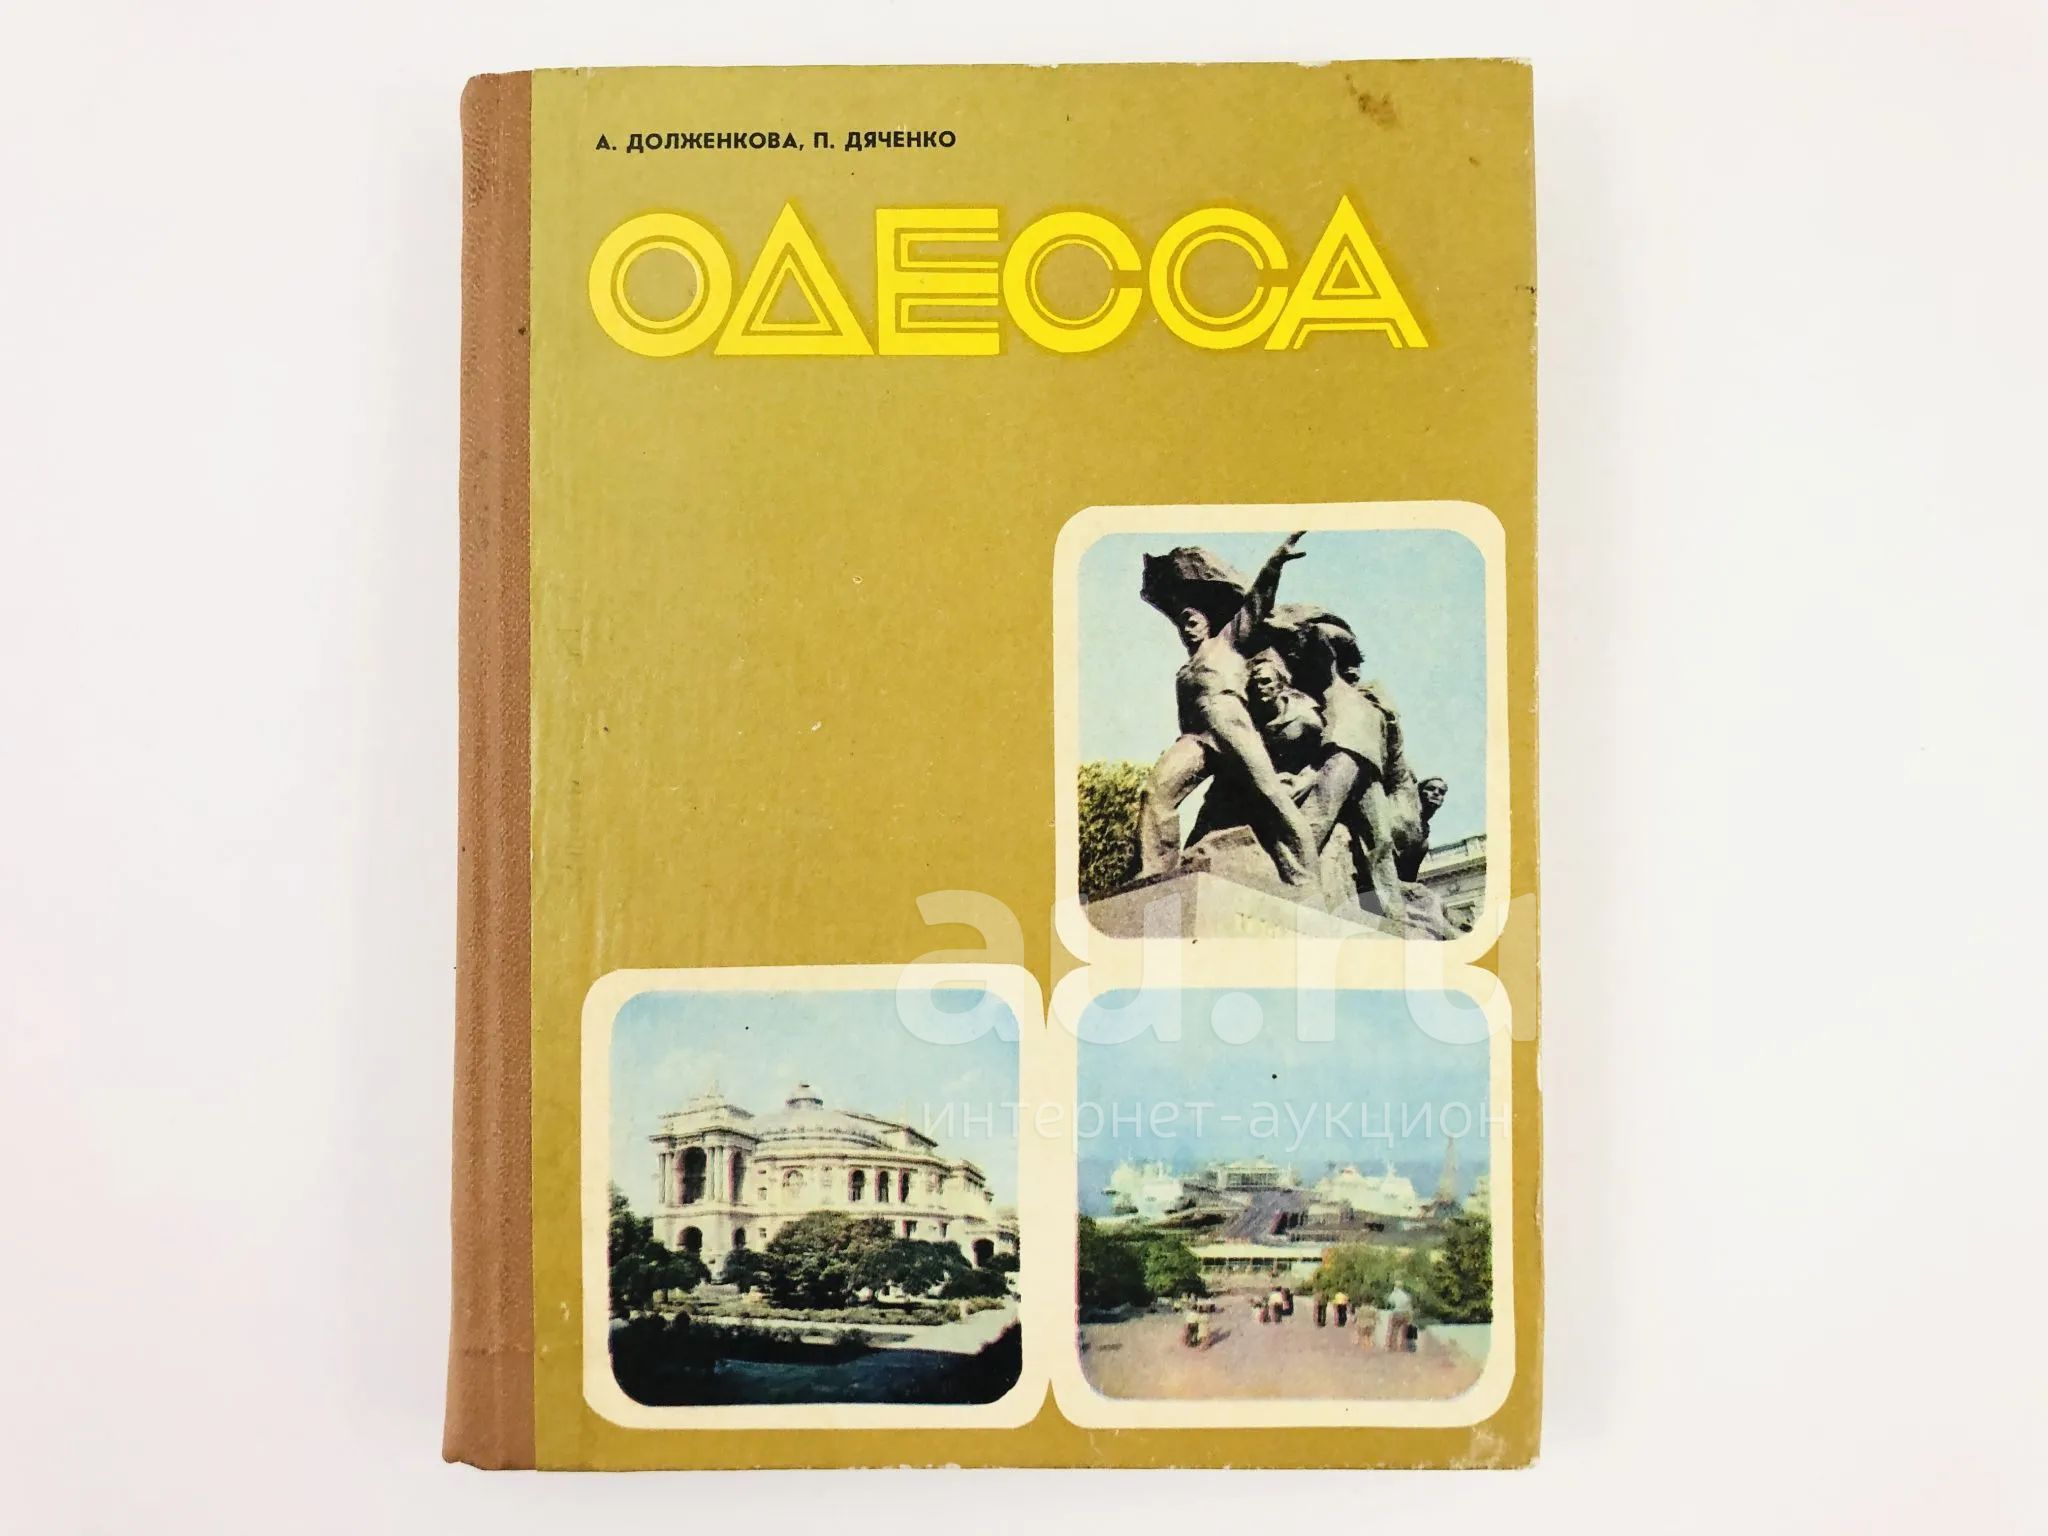 А. ДОЛЖЕНКОВА, П. ДЯЧЕНКО
ОДЕССА
au.ru
интернет-аукцион